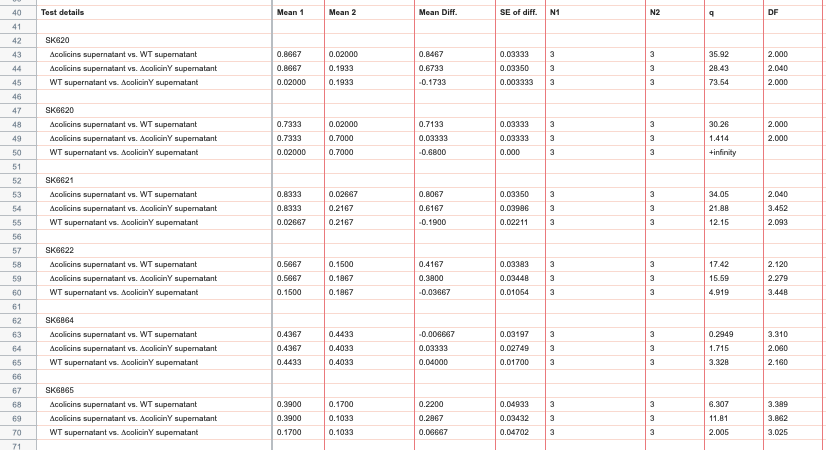 40 Test details Mean 1 Mean 2 Mean Diff. SE of diff. N1 N2 q DF
41
42 SK620
43 Δcolicins supernatant vs. WT supernatant 0.8667 0.02000 0.8467 0.03333 3 3 35.92 2.000
44 Δcolicins supernatant vs. ΔcolicinY supernatant 0.8667 0.1933 0.6733 0.03350 3 3 28.43 2.040
45 WT supernatant vs. ΔcolicinY supernatant 0.02000 0.1933 -0.1733 0.003333 3 3 73.54 2.000
46
47 SK6620
48 Δcolicins supernatant vs. WT supernatant 0.7333 0.02000 0.7133 0.03333 3 3 30.26 2.000
49 Δcolicins supernatant vs. ΔcolicinY supernatant 0.7333 0.7000 0.03333 0.03333 3 3 1.414 2.000
50 WT supernatant vs. ΔcolicinY supernatant 0.02000 0.7000 -0.6800 0.000 3 3 +infinity
51
52 SK6621
53 Δcolicins supernatant vs. WT supernatant 0.8333 0.02667 0.8067 0.03350 3 3 34.05 2.040
54 Δcolicins supernatant vs. ΔcolicinY supernatant 0.8333 0.2167 0.6167 0.03986 3 3 21.88 3.452
55 WT supernatant vs. ΔcolicinY supernatant 0.02667 0.2167 -0.1900 0.02211 3 3 12.15 2.093
56
57 SK6622
58 Δcolicins supernatant vs. WT supernatant 0.5667 0.1500 0.4167 0.03383 3 3 17.42 2.120
59 Δcolicins supernatant vs. ΔcolicinY supernatant 0.5667 0.1867 0.3800 0.03448 3 3 15.59 2.279
60 WT supernatant vs. ΔcolicinY supernatant 0.1500 0.1867 -0.03667 0.01054 3 3 4.919 3.448
61
62 SK6864
63 Δcolicins supernatant vs. WT supernatant 0.4367 0.4433 -0.006667 0.03197 3 3 0.2949 3.310
64 Δcolicins supernatant vs. ΔcolicinY supernatant 0.4367 0.4033 0.03333 0.02749 3 3 1.715 2.060
65 WT supernatant vs. ΔcolicinY supernatant 0.4433 0.4033 0.04000 0.01700 3 3 3.328 2.160
66
67 SK6865
68 Δcolicins supernatant vs. WT supernatant 0.3900 0.1700 0.2200 0.04933 3 3 6.307 3.389
69 Δcolicins supernatant vs. ΔcolicinY supernatant 0.3900 0.1033 0.2867 0.03432 3 3 11.81 3.862
70 WT supernatant vs. ΔcolicinY supernatant 0.1700 0.1033 0.06667 0.04702 3 3 2.005 3.025
71